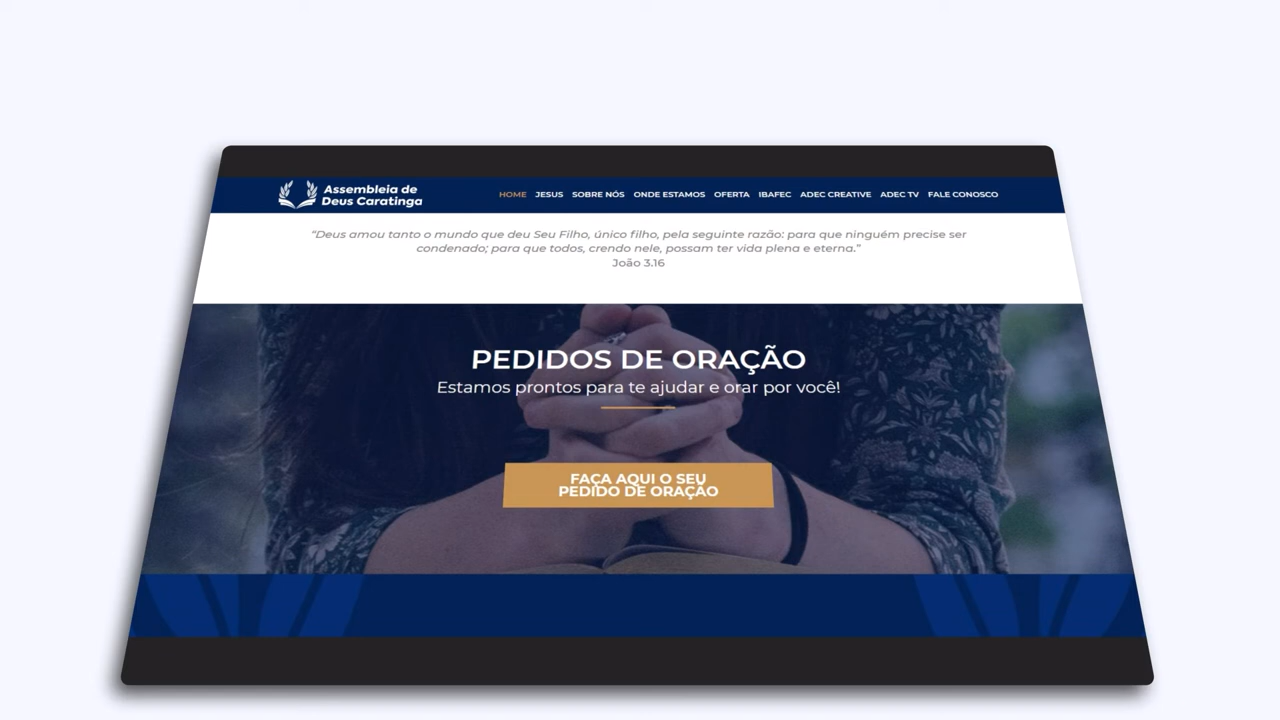 Assembleia de
Deus Caratinga
HOME JESUS SOBRE NÓS ONDE ESTAMOS OFERTA IBAFEC ADEC CREATIVE ADEC TV FALE CONOSCO
“Deus amou tanto o mundo que deu Seu Filho, único filho, pela seguinte razão: para que ninguém precise ser
condenado; para que todos, crendo nele, possam ter vida plena e eterna.”
João 3.16
PEDIDOS DE ORAÇÃO
Estamos prontos para te ajudar e orar por você!
FAÇA AQUI O SEU
PEDIDO DE ORAÇÃO